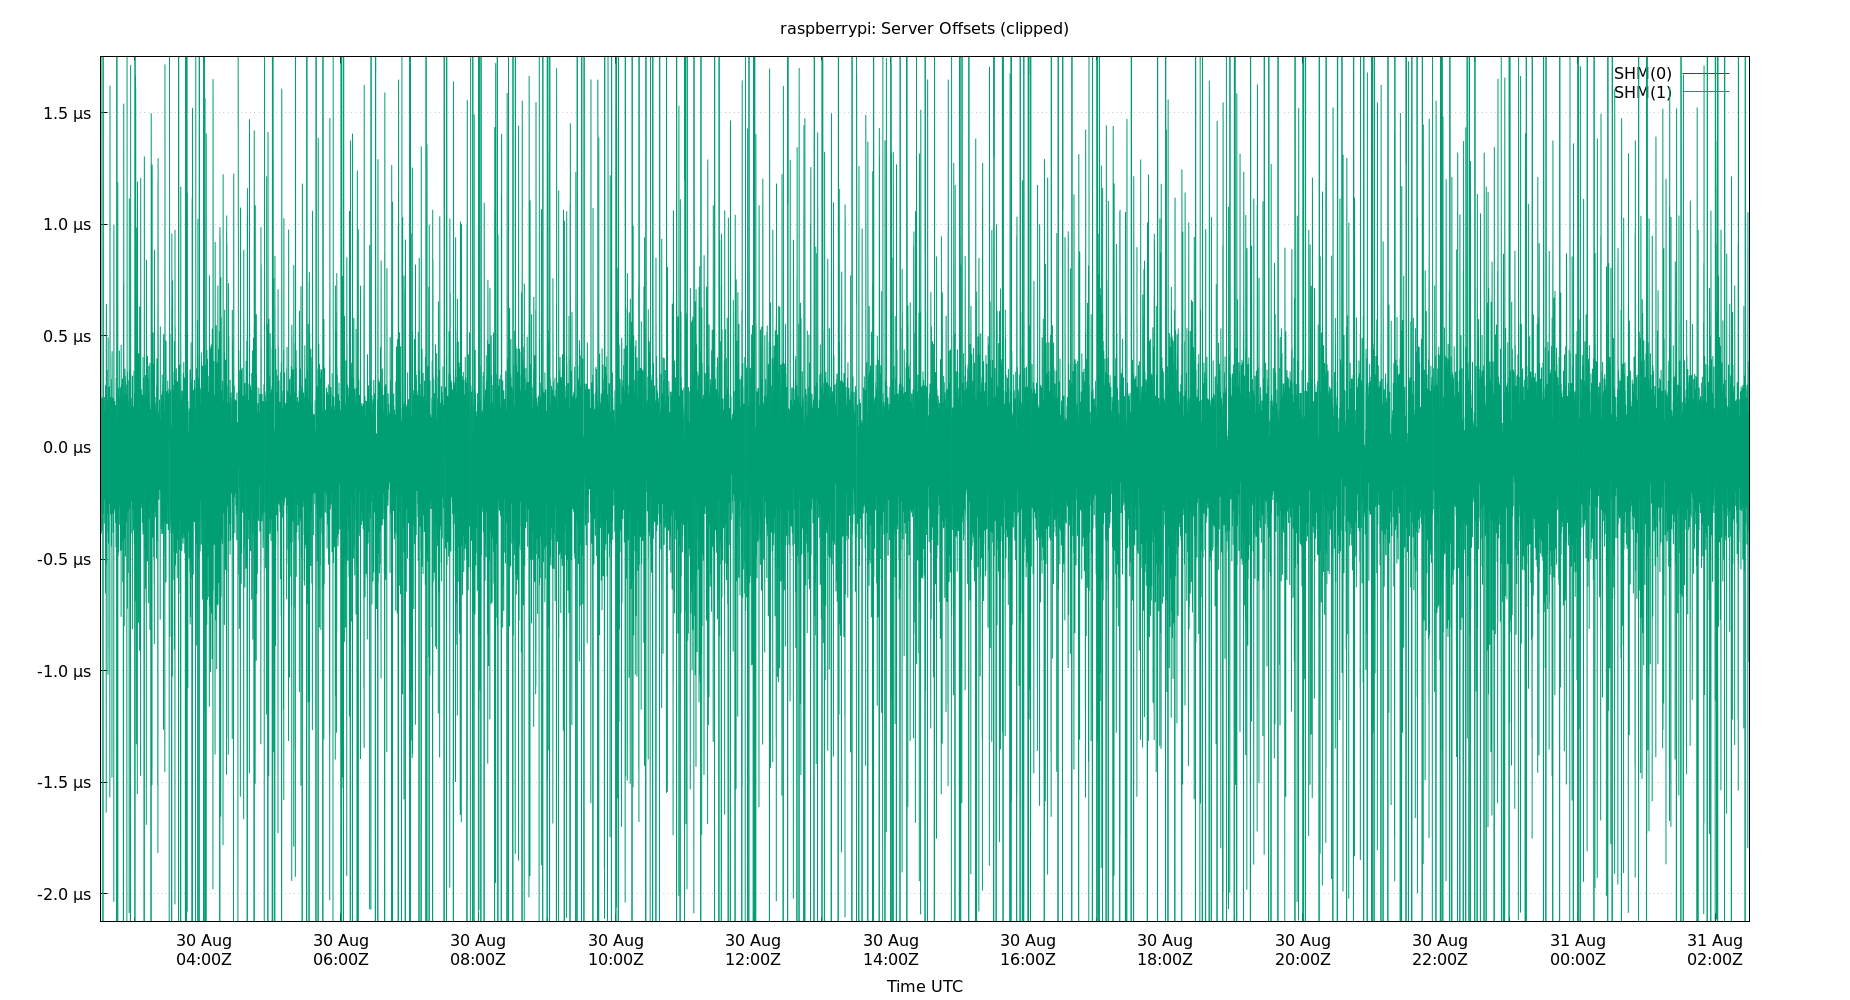 raspberrypi: Server Offsets (clipped)
SHM(0)
SHM(1)
1.5 µs
1.0 µs
0.5 µs
0.0 µs
-0.5 µs
-1.0 µs
-1.5 µs
-2.0 µs
30 Aug 30 Aug 30 Aug 30 Aug 30 Aug 30 Aug 30 Aug 30 Aug 30 Aug 30 Aug 31 Aug 31 Aug
04:00Z 06:00Z 08:00Z 10:00Z 12:00Z 14:00Z 16:00Z 18:00Z 20:00Z 22:00Z 00:00Z 02:00Z
Time UTC